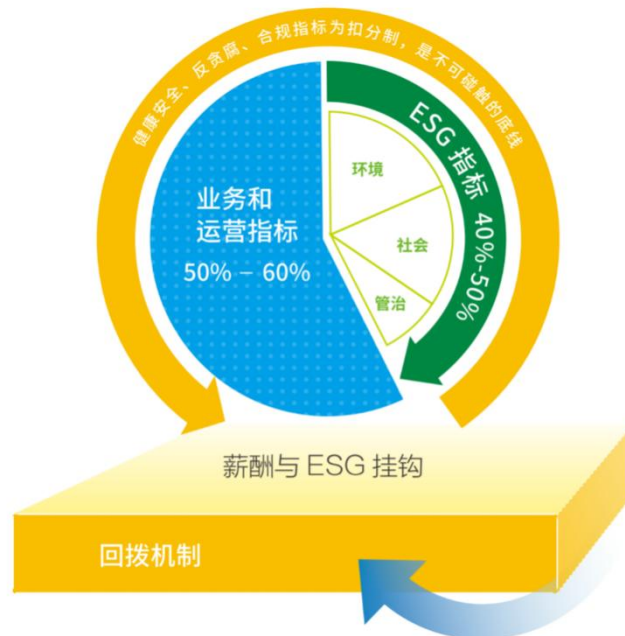 健康安全、反贪腐、合规指标为扣分制，是不可碰触的底线
ESG 指标 40%-50%
环境
业务和
运营指标
50% – 60%
社会
管治
薪酬与 ESG 挂钩
回拨机制